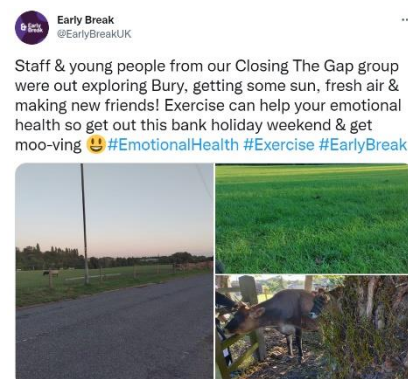 Early Break
Early Break
@EarlyBreakUK
Staff & young people from our Closing The Gap group
were out exploring Bury, getting some sun, fresh air &
making new friends! Exercise can help your emotional
health so get out this bank holiday weekend & get
moo-ving 😃 #EmotionalHealth #Exercise #EarlyBreak